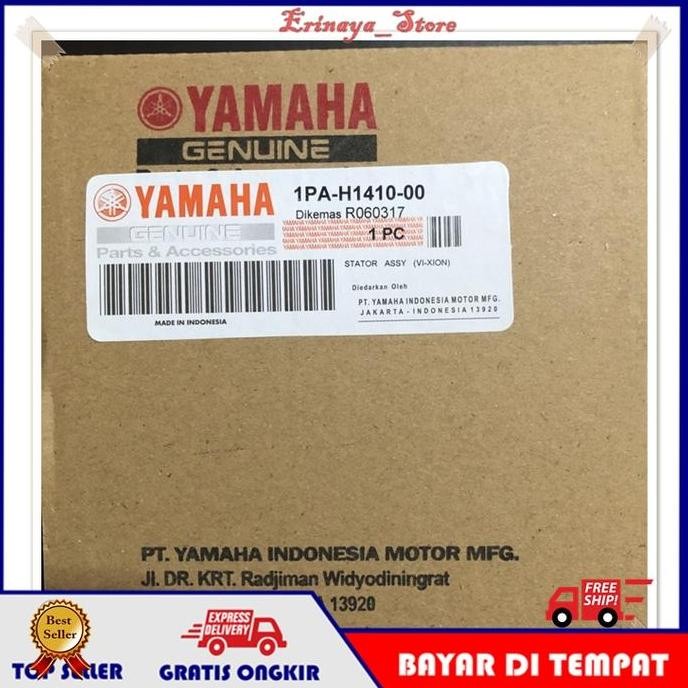 Erinaya_Store
YAMAHA
GENUINE
YAMAHA
GENUINE
Parts & Accessories
1PA-H1410-00
Dikemas R060317
1 PC
STATOR ASSY (VI-XION)
Diedarkan Oleh
PT. YAMAHA INDONESIA MOTOR MFG.
JAKARTA - INDONESIA 13920
MADE IN INDONESIA
PT. YAMAHA INDONESIA MOTOR MFG.
Jl. DR. KRT. Radjiman Widyodiningrat
13920
Best
Seller
TOP SELLER
EXPRESS
DELIVERY
GRATIS ONGKIR
FREE
SHIP!
BAYAR DI TEMPAT